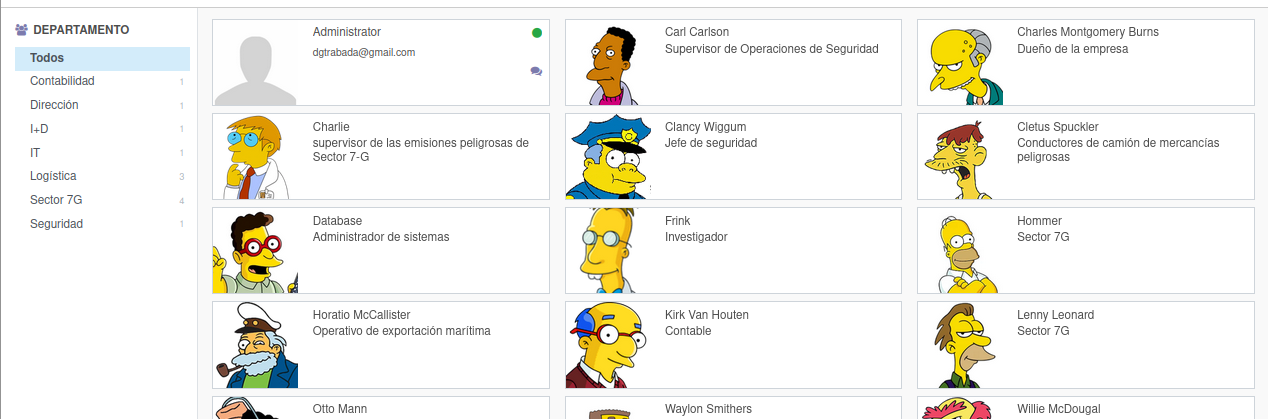 DEPARTAMENTO
Todos
Contabilidad 1
Dirección 1
I+D 1
IT 1
Logística 3
Sector 7G 4
Seguridad 1
Administrator
dgtrabada@gmail.com
Carl Carlson
Supervisor de Operaciones de Seguridad
Charles Montgomery Burns
Dueño de la empresa
Charlie
supervisor de las emisiones peligrosas de
Sector 7-G
Clancy Wiggum
Jefe de seguridad
Cletus Spuckler
Conductores de camión de mercancías
peligrosas
Database
Administrador de sistemas
Frink
Investigador
Hommer
Sector 7G
Horatio McCallister
Operativo de exportación marítima
Kirk Van Houten
Contable
Lenny Leonard
Sector 7G
Otto Mann
Waylon Smithers
Willie McDougal